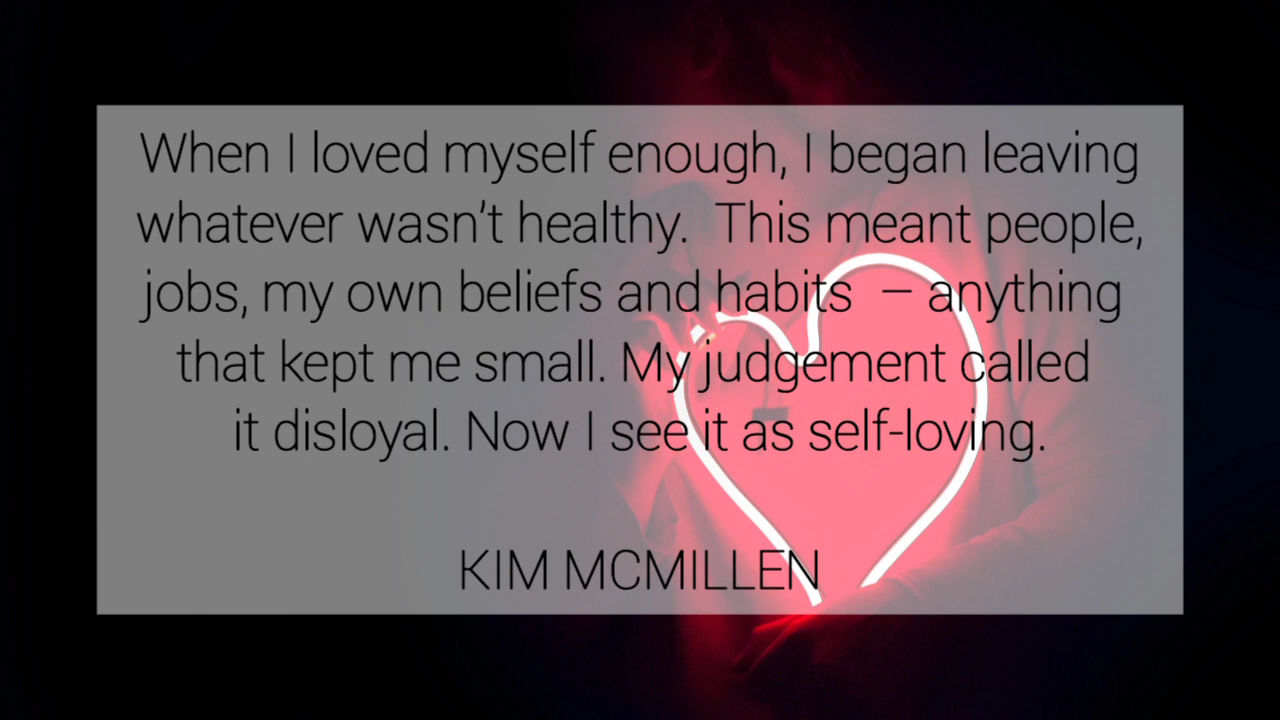 When I loved myself enough, I began leaving
whatever wasn’t healthy.  This meant people,
jobs, my own beliefs and habits  – anything
that kept me small. My judgement called
it disloyal. Now I see it as self-loving.
KIM MCMILLEN